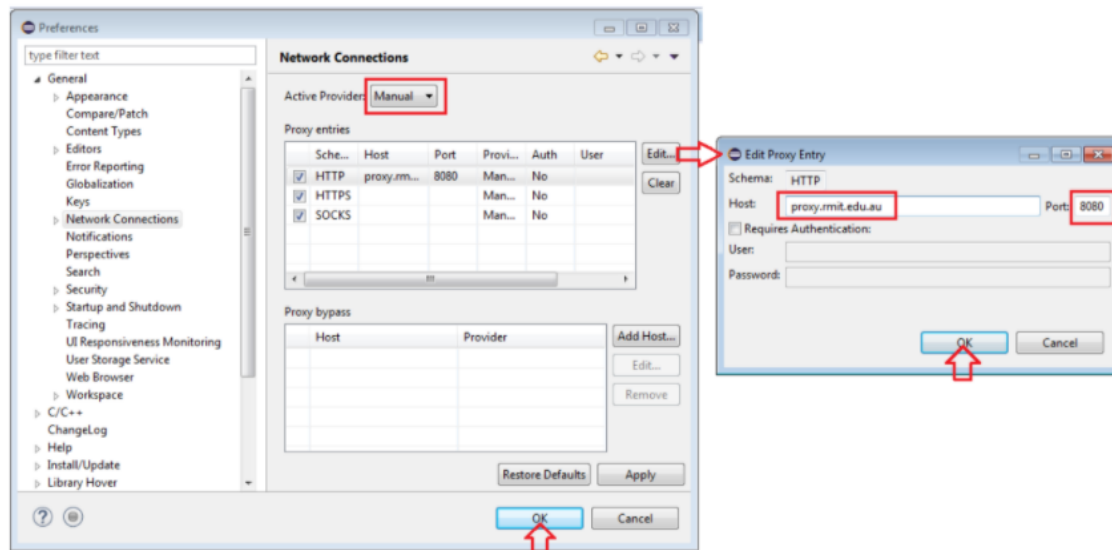 Preferences
type filter text
General
Appearance
Compare/Patch
Content Types
Editors
Error Reporting
Globalization
Keys
Network Connections
Notifications
Perspectives
Search
Security
Startup and Shutdown
Tracing
UI Responsiveness Monitoring
User Storage Service
Web Browser
Workspace
C/C++
ChangeLog
Help
Install/Update
Library Hover
Network Connections
Active Provider: Manual
Proxy entries
Sche... Host Port Provi... Auth User
HTTP proxy.rm... 8080 Man... No
HTTPS Man... No
SOCKS Man... No
Edit...
Clear
Proxy bypass
Host Provider
Add Host...
Edit...
Remove
Restore Defaults Apply
OK Cancel
Edit Proxy Entry
Schema: HTTP
Host: proxy.rmit.edu.au Port: 8080
Requires Authentication:
User:
Password:
OK Cancel